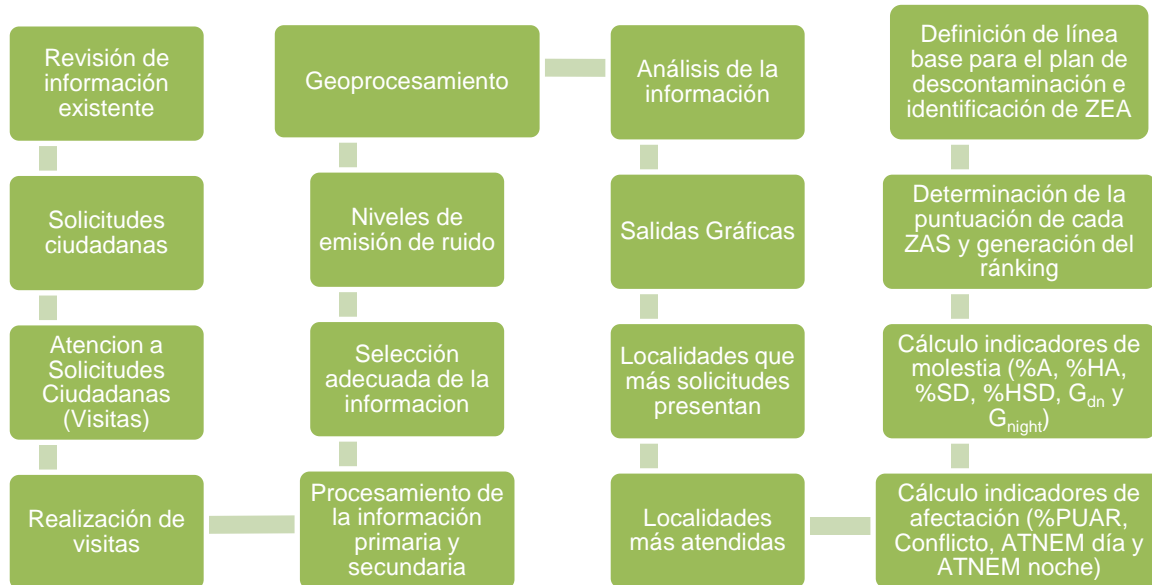 Revisión de
información
existente
Solicitudes
ciudadanas
Atencion a
Solicitudes
Ciudadanas
(Visitas)
Realización de
visitas
Procesamiento de
la información
primaria y
secundaria
Selección
adecuada de la
informacion
Niveles de
emisión de ruido
Geoprocesamiento
Análisis de la
información
Salidas Gráficas
Localidades que
más solicitudes
presentan
Localidades
más atendidas
Cálculo indicadores de
afectación (%PUAR,
Conflicto, ATNEM día y
ATNEM noche)
Cálculo indicadores de
molestia (%A, %HA,
%SD, %HSD, Gdn y
Gnight)
Determinación de la
puntuación de cada
ZAS y generación del
ránking
Definición de línea
base para el plan de
descontaminación e
identificación de ZEA